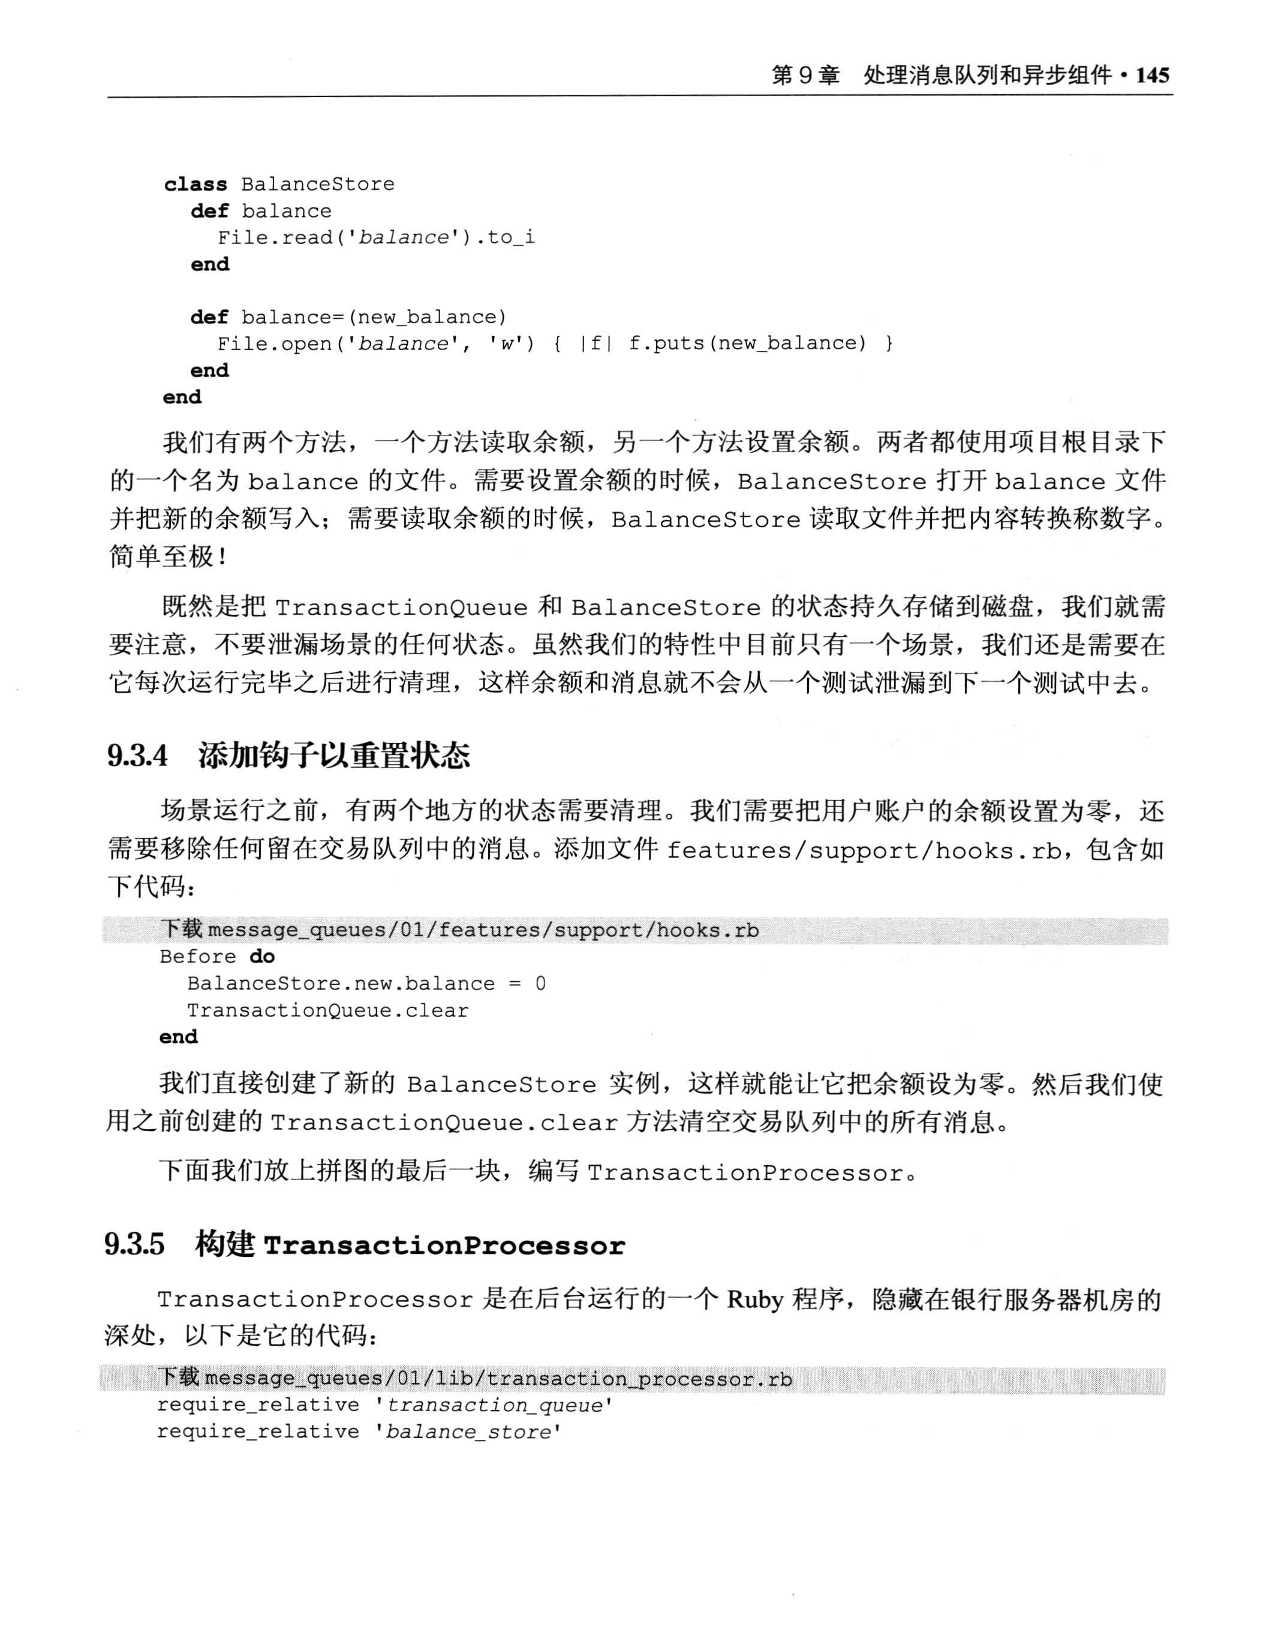 第 9 章　处理消息队列和异步组件 • 145
class BalanceStore
  def balance
    File.read('balance').to_i
  end
  def balance=(new_balance)
    File.open('balance', 'w') { |f| f.puts(new_balance) }
  end
end
我们有两个方法，一个方法读取余额，另一个方法设置余额。两者都使用项目根目录下
的一个名为 balance 的文件。需要设置余额的时候，BalanceStore 打开 balance 文件
并把新的余额写入；需要读取余额的时候，BalanceStore 读取文件并把内容转换称数字。
简单至极！
既然是把 TransactionQueue 和 BalanceStore 的状态持久存储到磁盘，我们就需
要注意，不要泄漏场景的任何状态。虽然我们的特性中目前只有一个场景，我们还是需要在
它每次运行完毕之后进行清理，这样余额和消息就不会从一个测试泄漏到下一个测试中去。
9.3.4　添加钩子以重置状态
场景运行之前，有两个地方的状态需要清理。我们需要把用户账户的余额设置为零，还
需要移除任何留在交易队列中的消息。添加文件 features/support/hooks.rb，包含如
下代码：
下载 message_queues/01/features/support/hooks.rb
Before do
  BalanceStore.new.balance = 0
  TransactionQueue.clear
end
我们直接创建了新的 BalanceStore 实例，这样就能让它把余额设为零。然后我们使
用之前创建的 TransactionQueue.clear 方法清空交易队列中的所有消息。
下面我们放上拼图的最后一块，编写 TransactionProcessor。
9.3.5　构建 TransactionProcessor
TransactionProcessor 是在后台运行的一个 Ruby 程序，隐藏在银行服务器机房的
深处，以下是它的代码：
下载 message_queues/01/lib/transaction_processor.rb
require_relative 'transaction_queue'
require_relative 'balance_store'